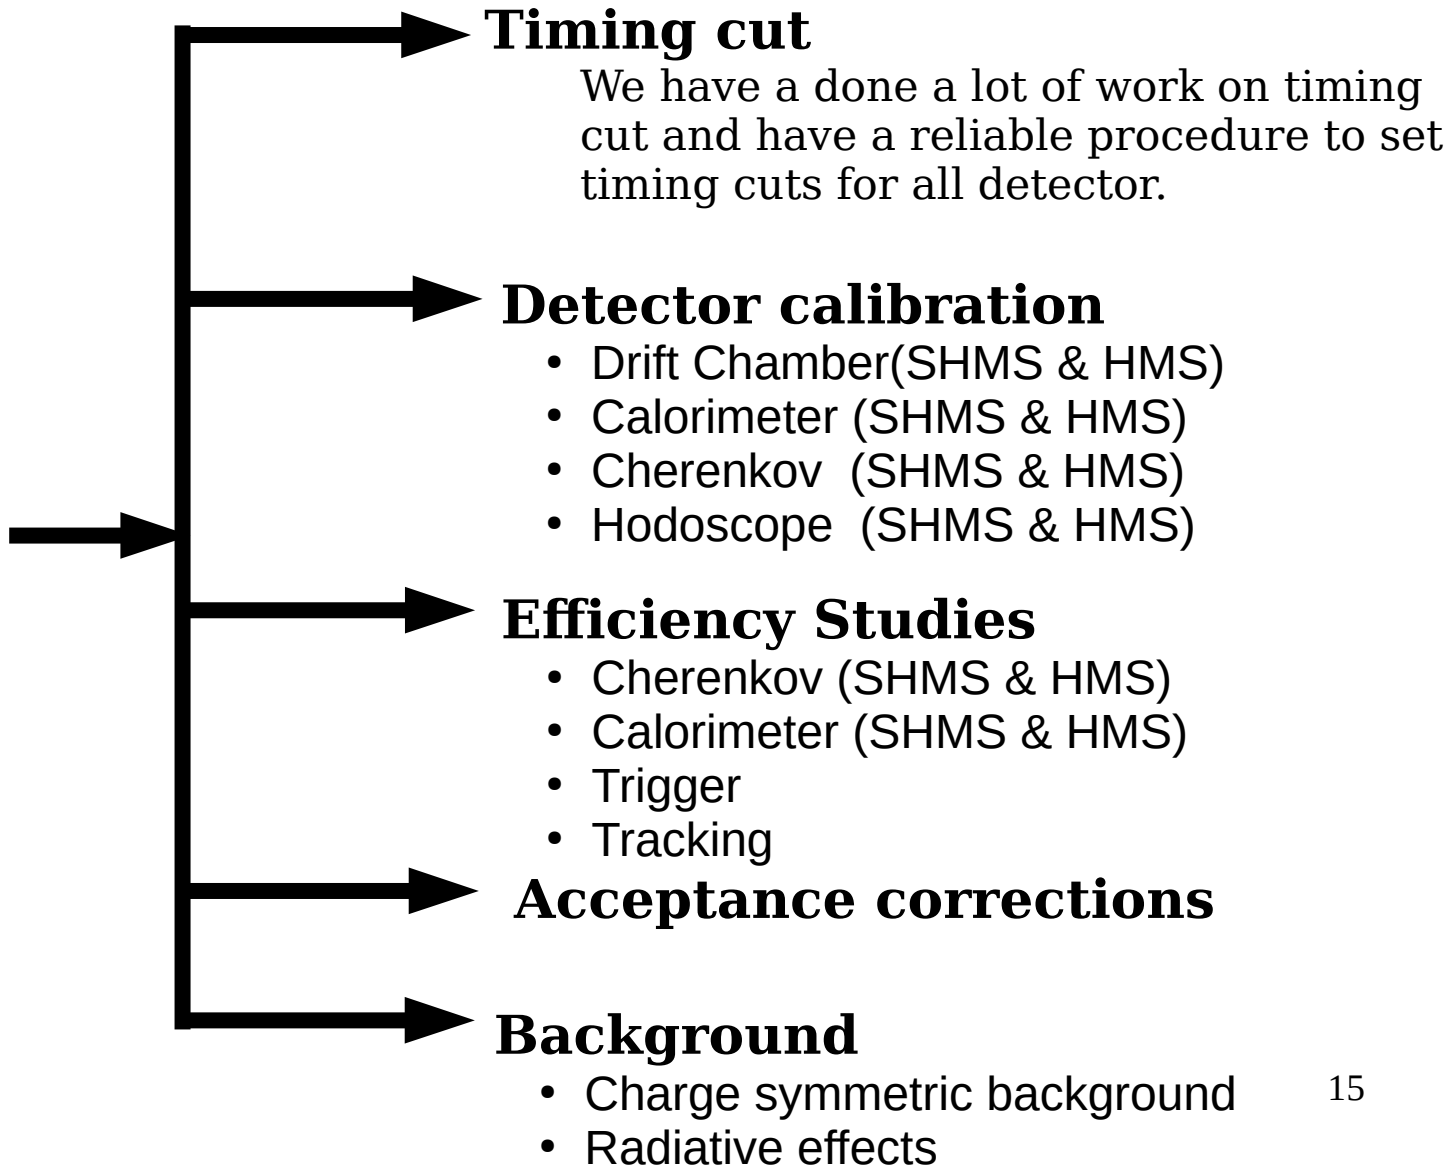 Timing cut
We have a done a lot of work on timing
cut and have a reliable procedure to set
timing cuts for all detector.
Detector calibration
• Drift Chamber(SHMS & HMS)
• Calorimeter (SHMS & HMS)
• Cherenkov  (SHMS & HMS)
• Hodoscope  (SHMS & HMS)
Efficiency Studies
• Cherenkov (SHMS & HMS)
• Calorimeter (SHMS & HMS)
• Trigger
• Tracking
Acceptance corrections
Background
• Charge symmetric background
15
• Radiative effects